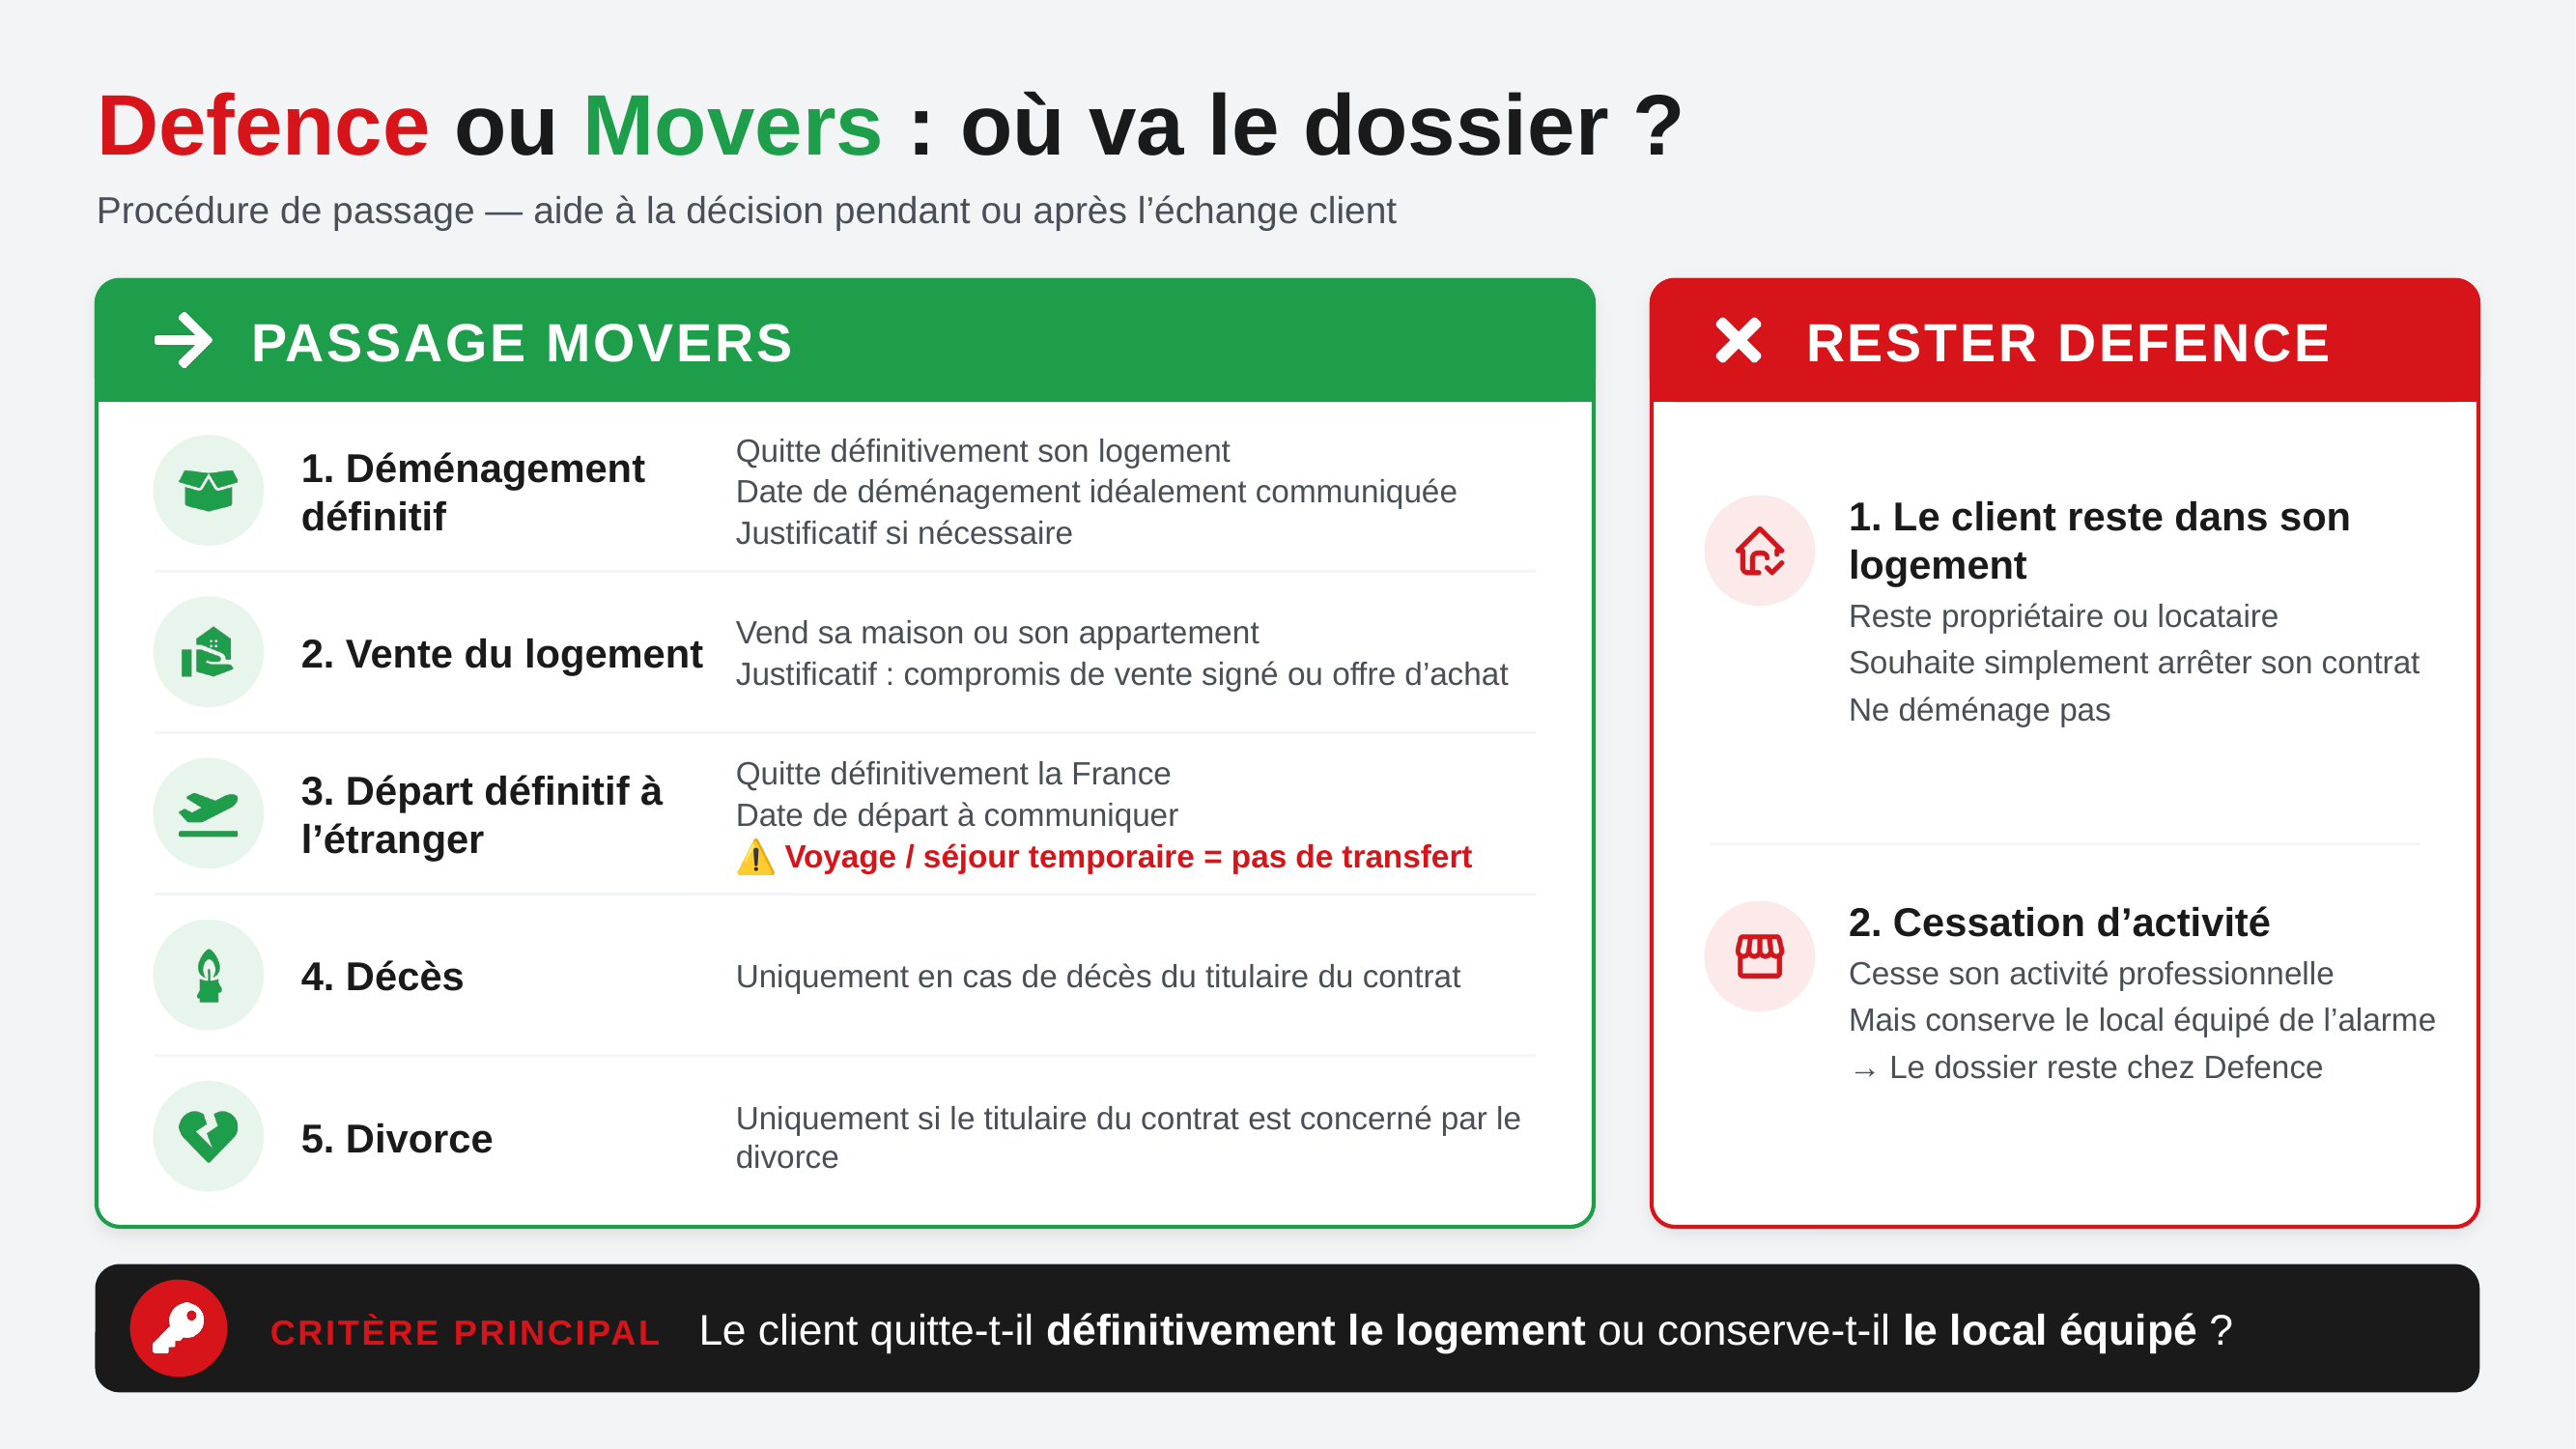 Defence ou Movers : où va le dossier ?
Procédure de passage — aide à la décision pendant ou après l’échange client
PASSAGE MOVERS
1. Déménagement
définitif
Quitte définitivement son logement
Date de déménagement idéalement communiquée
Justificatif si nécessaire
2. Vente du logement
Vend sa maison ou son appartement
Justificatif : compromis de vente signé ou offre d’achat
3. Départ définitif à
l’étranger
Quitte définitivement la France
Date de départ à communiquer
⚠️ Voyage / séjour temporaire = pas de transfert
4. Décès
Uniquement en cas de décès du titulaire du contrat
5. Divorce
Uniquement si le titulaire du contrat est concerné par le
divorce
RESTER DEFENCE
1. Le client reste dans son
logement
Reste propriétaire ou locataire
Souhaite simplement arrêter son contrat
Ne déménage pas
2. Cessation d’activité
Cesse son activité professionnelle
Mais conserve le local équipé de l’alarme
→ Le dossier reste chez Defence
CRITÈRE PRINCIPAL Le client quitte-t-il définitivement le logement ou conserve-t-il le local équipé ?